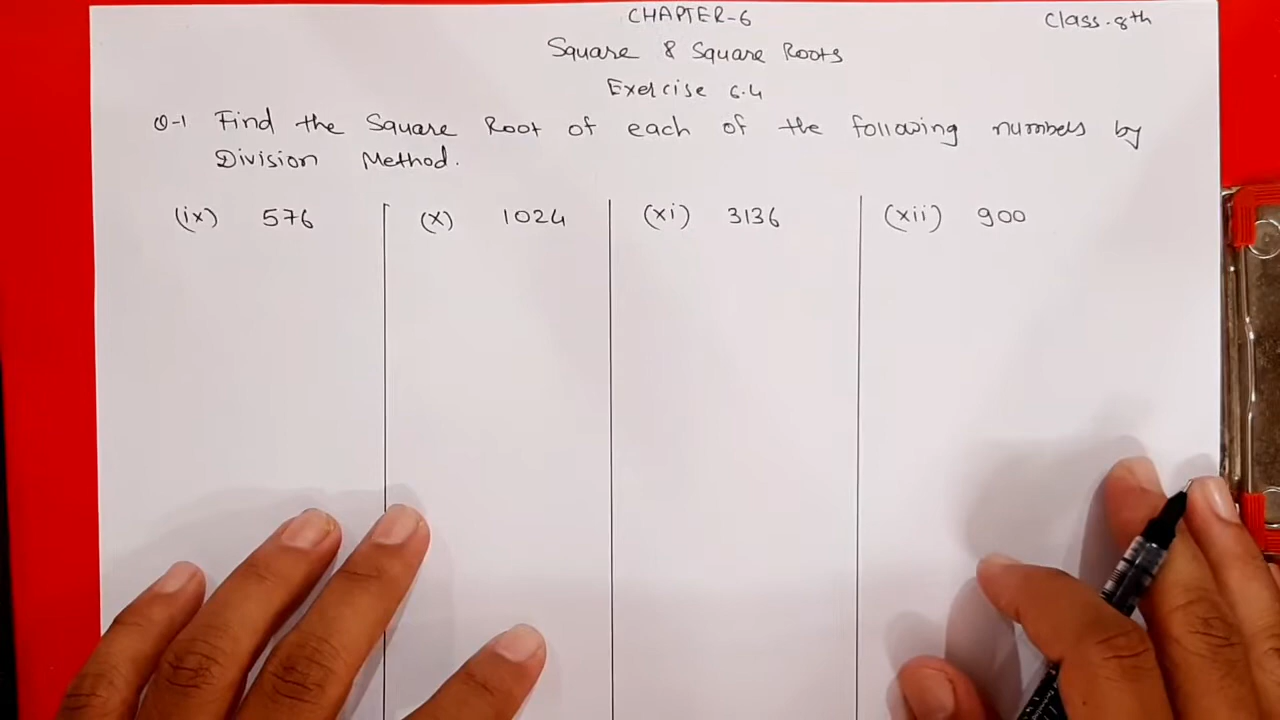 CHAPTER-6
Class-8th
Square & Square Roots
Exercise 6.4
Q-1 Find the Square Root of each of the following numbers by
Division Method.
(ix) 576 (x) 1024 (xi) 3136 (xii) 900